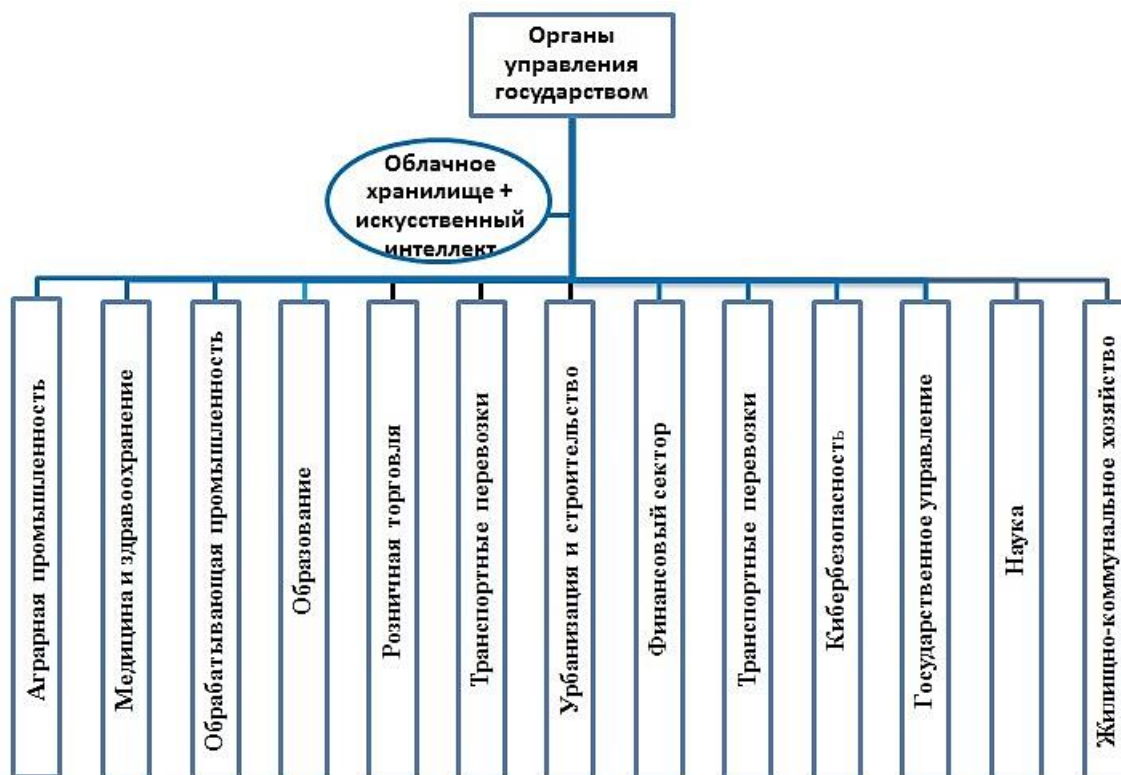 Органы
управления
государством
Облачное
хранилище +
искусственный
интеллект
Аграрная промышленность
Медицина и здравоохранение
Обрабатывающая промышленность
Образование
Розничная торговля
Транспортные перевозки
Урбанизация и строительство
Финансовый сектор
Транспортные перевозки
Кибербезопасность
Государственное управление
Наука
Жилищно-коммунальное хозяйство